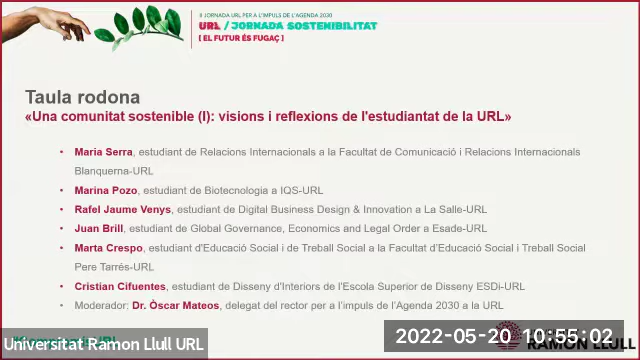 II JORNADA URL PER A L'IMPULS DE L'AGENDA 2030
URL / JORNADA SOSTENIBILITAT
[ EL FUTUR ÉS FUGAÇ ]
Taula rodona
«Una comunitat sostenible (I): visions i reflexions de l'estudiantat de la URL»
• Maria Serra, estudiant de Relacions Internacionals a la Facultat de Comunicació i Relacions Internacionals
Blanquerna-URL
• Marina Pozo, estudiant de Biotecnologia a IQS-URL
• Rafel Jaume Venys, estudiant de Digital Business Design & Innovation a La Salle-URL
• Juan Brill, estudiant de Global Governance, Economics and Legal Order a Esade-URL
• Marta Crespo, estudiant d'Educació Social i de Treball Social a la Facultat d'Educació Social i Treball Social
Pere Tarrés-URL
• Cristian Cifuentes, estudiant de Disseny d'Interiors de l'Escola Superior de Disseny ESDi-URL
• Moderador: Dr. Òscar Mateos, delegat del rector per a l'impuls de l'Agenda 2030 a la URL
Universitat Ramon Llull URL
2022-05-20 10:55:02
RAMON LLULL